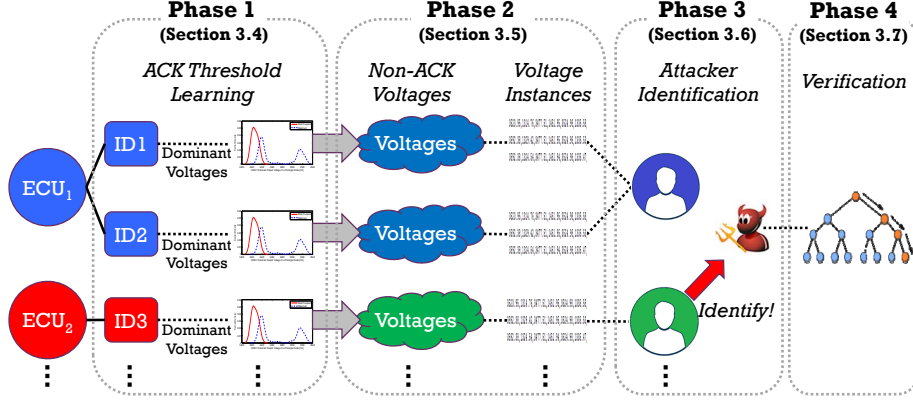 Phase 1
(Section 3.4)
Phase 2
(Section 3.5)
Phase 3
(Section 3.6)
Phase 4
(Section 3.7)
ACK Threshold
Learning
Non-ACK
Voltages
Voltage
Instances
Attacker
Identification
Verification
ECU1
ID1
Dominant
Voltages
Voltages
ID2
Dominant
Voltages
Voltages
ECU2
ID3
Dominant
Voltages
Voltages
Identify!